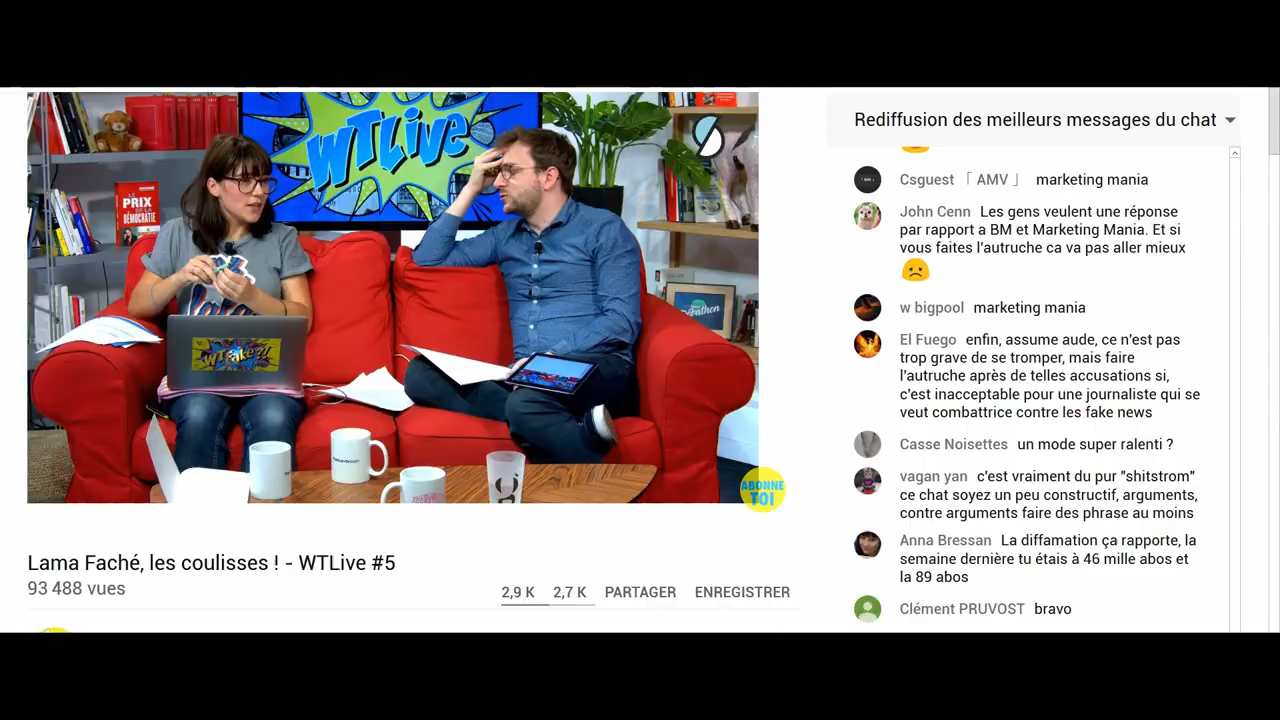 WTLive
LE
PRIX
DE LA
DÉMOCRATIE
WTFake?!
ABONNE
TOI
Lama Faché, les coulisses ! - WTLive #5
93 488 vues
2,9 K 2,7 K PARTAGER ENREGISTRER
Rediffusion des meilleurs messages du chat
Csguest「 AMV 」 marketing mania
John Cenn Les gens veulent une réponse
par rapport a BM et Marketing Mania. Et si
vous faites l'autruche ca va pas aller mieux
w bigpool marketing mania
El Fuego enfin, assume aude, ce n'est pas
trop grave de se tromper, mais faire
l'autruche après de telles accusations si,
c'est inacceptable pour une journaliste qui se
veut combattrice contre les fake news
Casse Noisettes un mode super ralenti ?
vagan yan c'est vraiment du pur "shitstrom"
ce chat soyez un peu constructif, arguments,
contre arguments faire des phrase au moins
Anna Bressan La diffamation ça rapporte, la
semaine dernière tu étais à 46 mille abos et
la 89 abos
Clément PRUVOST bravo